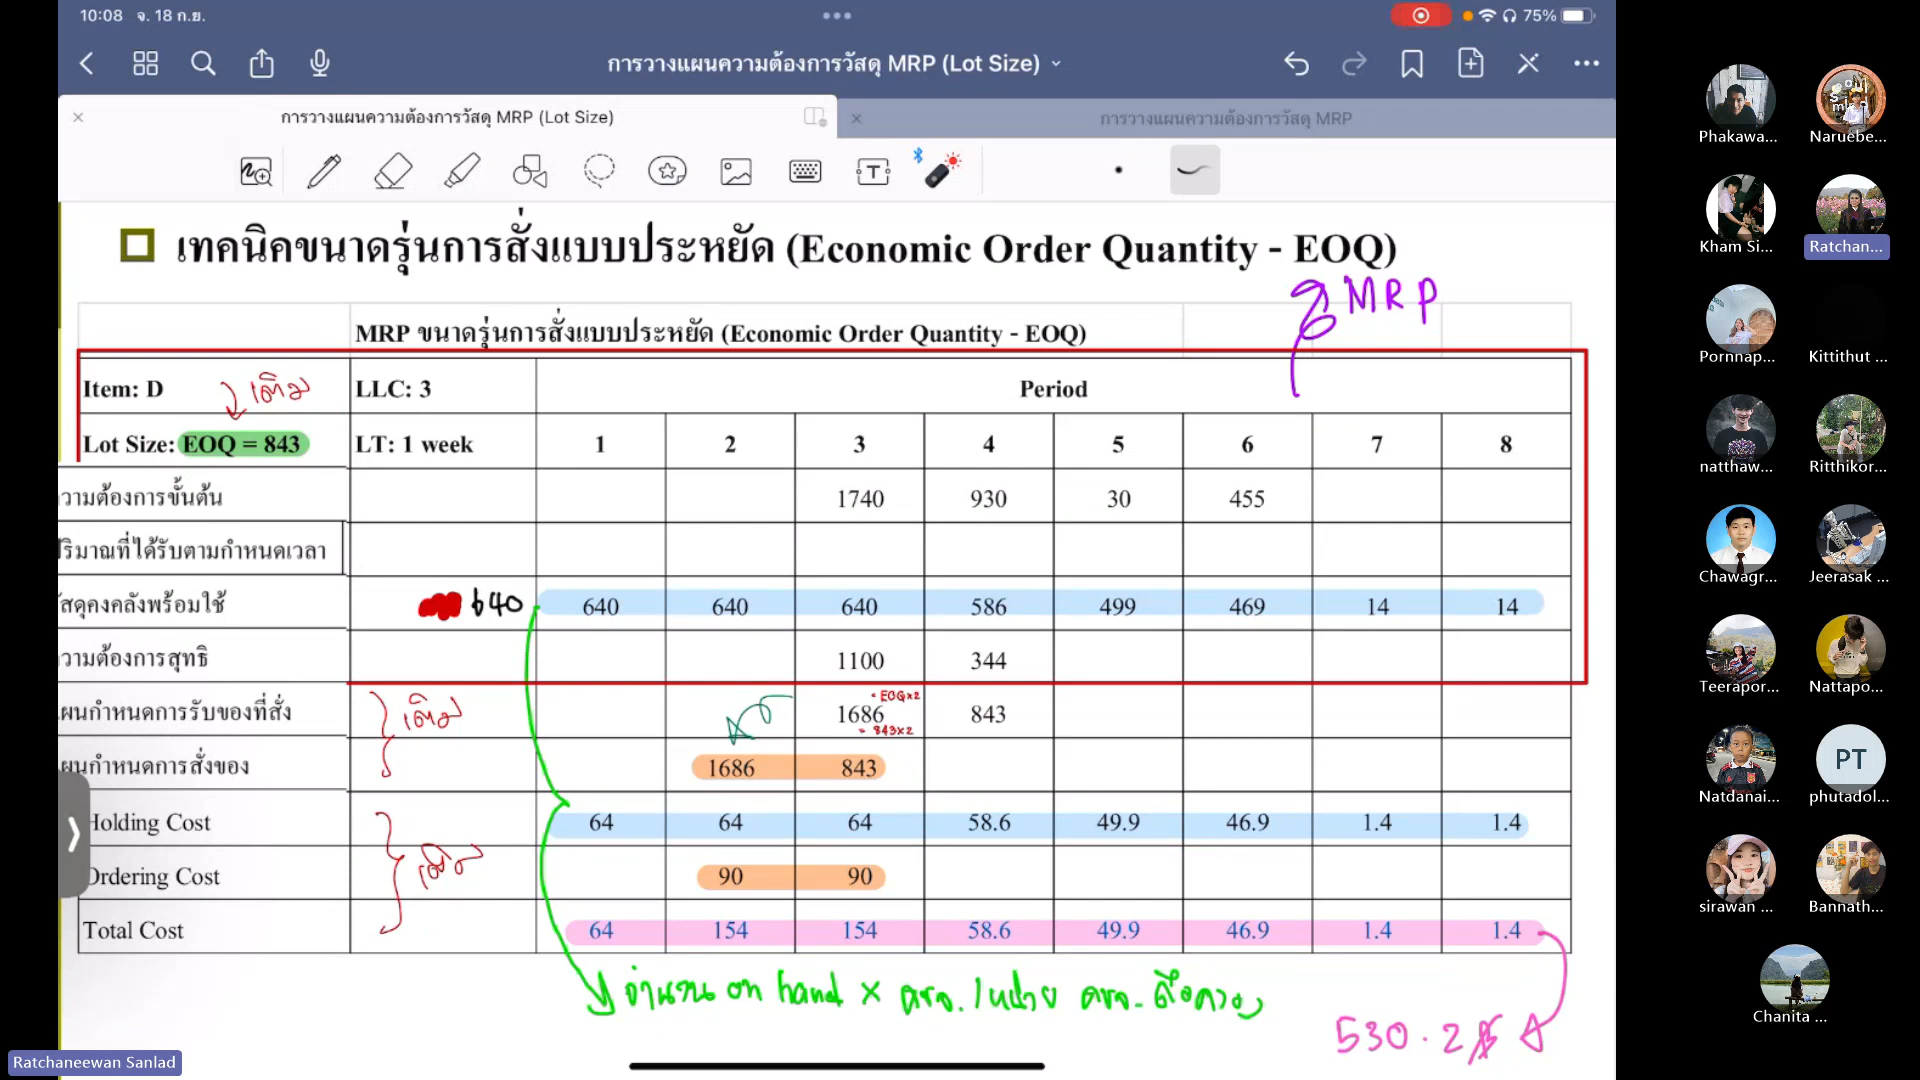 10:08 จ. 18 ก.ย.
75%
การวางแผนความต้องการวัสดุ MRP (Lot Size)
การวางแผนความต้องการวัสดุ MRP (Lot Size)
การวางแผนความต้องการวัสดุ MRP
เทคนิคขนาดรุ่นการสั่งแบบประหยัด (Economic Order Quantity - EOQ)
MRP
MRP ขนาดรุ่นการสั่งแบบประหยัด (Economic Order Quantity - EOQ)
Item: D เติม LLC: 3 Period
Lot Size: EOQ = 843 LT: 1 week 1 2 3 4 5 6 7 8
วามต้องการขั้นต้น 1740 930 30 455
ริมาณที่ได้รับตามกำหนดเวลา
ัสดุคงคลังพร้อมใช้ 640 640 640 640 586 499 469 14 14
วามต้องการสุทธิ 1100 344
= EOQ×2
ผนกำหนดการรับของที่สั่ง เติม 1686 843
= 843×2
ผนกำหนดการสั่งของ 1686 843
Holding Cost 64 64 64 58.6 49.9 46.9 1.4 1.4
Ordering Cost 90 90
Total Cost 64 154 154 58.6 49.9 46.9 1.4 1.4
จำนวน on hand ×
530.2
Ratchaneewan Sanlad
Phakawa...
Naruebe...
Kham Si...
Ratchan...
Pornnap...
Kittithut ...
natthaw...
Ritthikor...
Chawagr...
Jeerasak ...
Teerapor...
Nattapo...
Natdanai...
PT
phutadol...
sirawan ...
Bannath...
Chanita ...